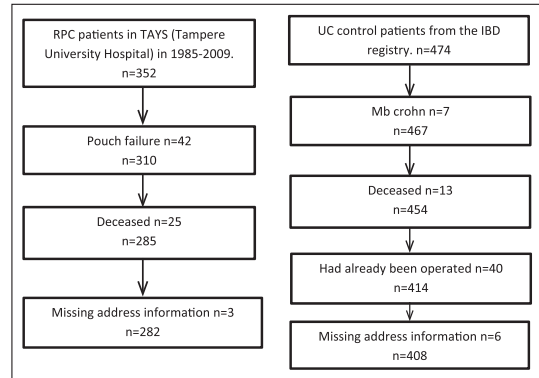 RPC patients in TAYS (Tampere
University Hospital) in 1985-2009.
n=352
Pouch failure n=42
n=310
Deceased n=25
n=285
Missing address information n=3
n=282
UC control patients from the IBD
registry. n=474
Mb crohn n=7
n=467
Deceased n=13
n=454
Had already been operated n=40
n=414
Missing address information n=6
n=408